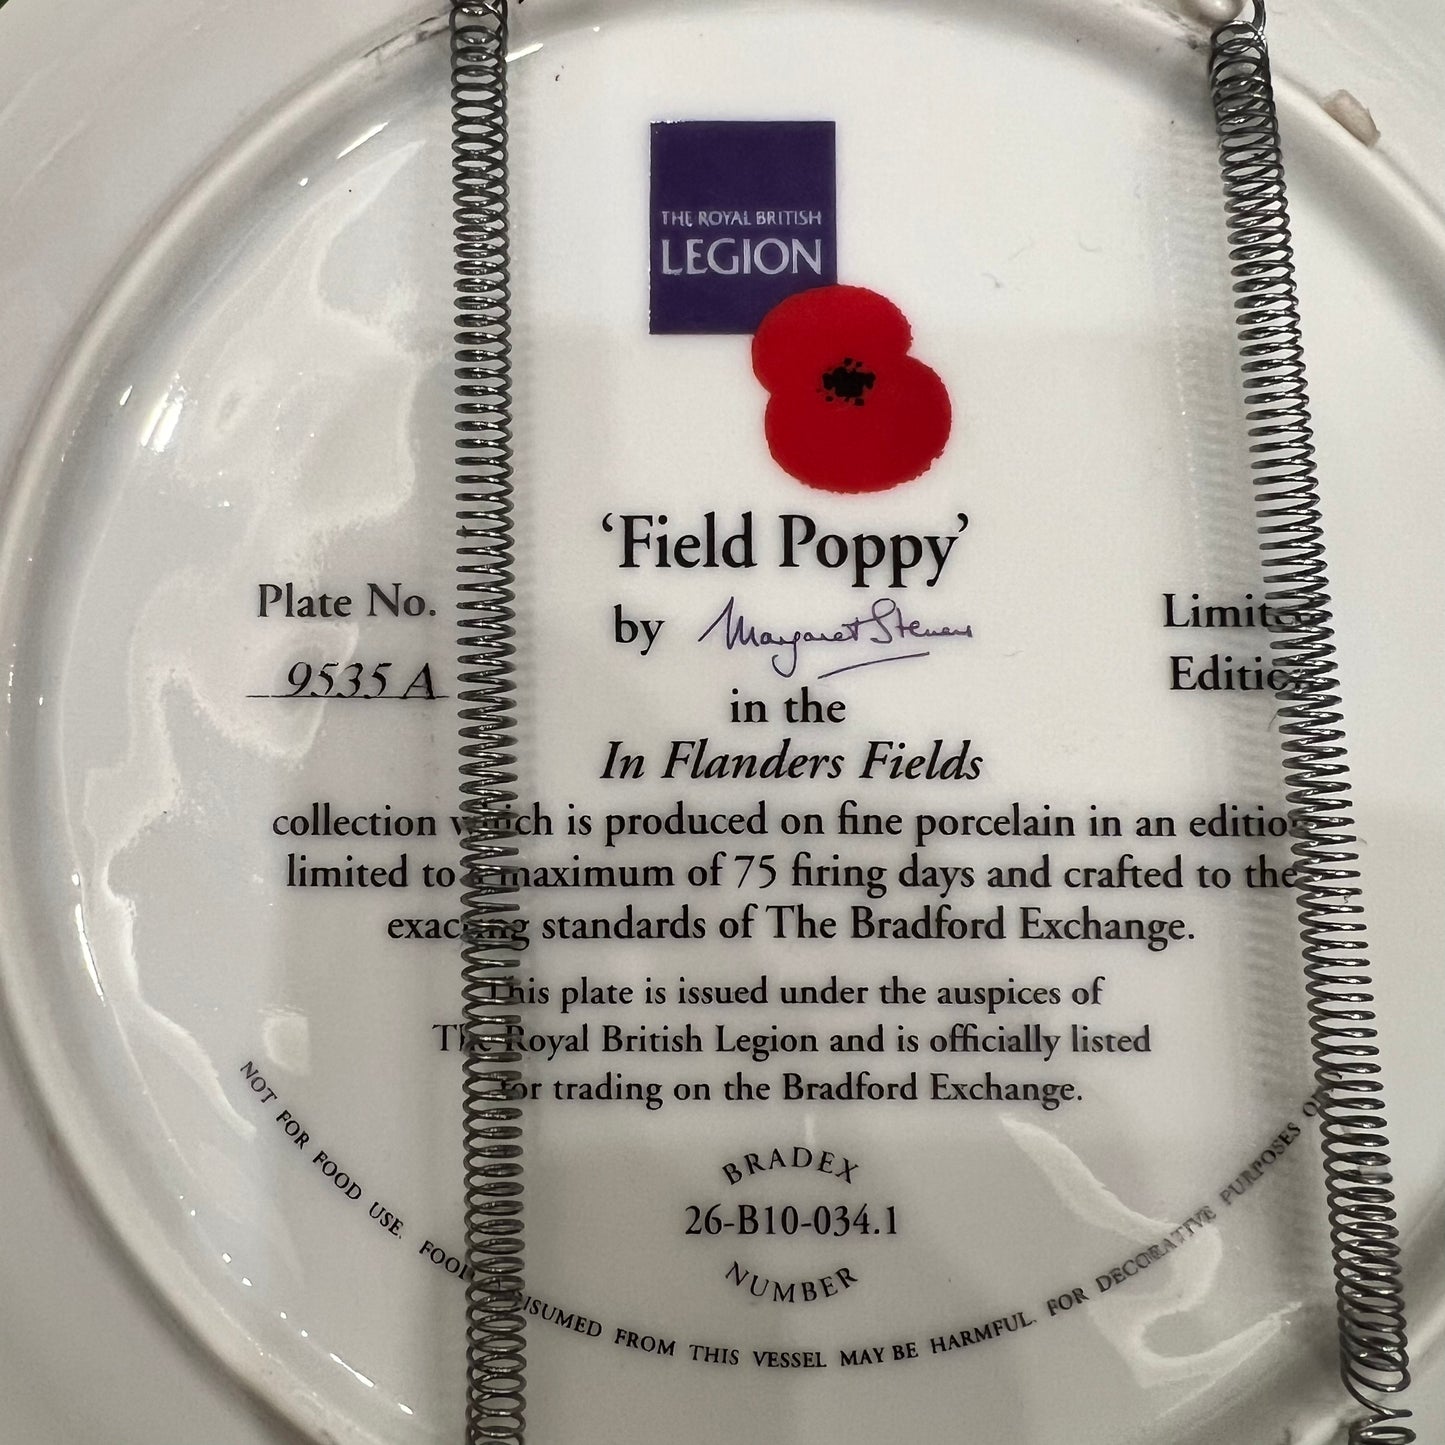 THE ROYAL BRITISH
LEGION
'Field Poppy'
by Margaret Stevens
in the
In Flanders Fields
Plate No.
9535 A
Limited
Edition
collection which is produced on fine porcelain in an edition
limited to a maximum of 75 firing days and crafted to the
exacting standards of The Bradford Exchange.
This plate is issued under the auspices of
The Royal British Legion and is officially listed
for trading on the Bradford Exchange.
BRADEX
26-B10-034.1
NUMBER
NOT FOR FOOD USE. FOOD CONSUMED FROM THIS VESSEL MAY BE HARMFUL. FOR DECORATIVE PURPOSES ONLY